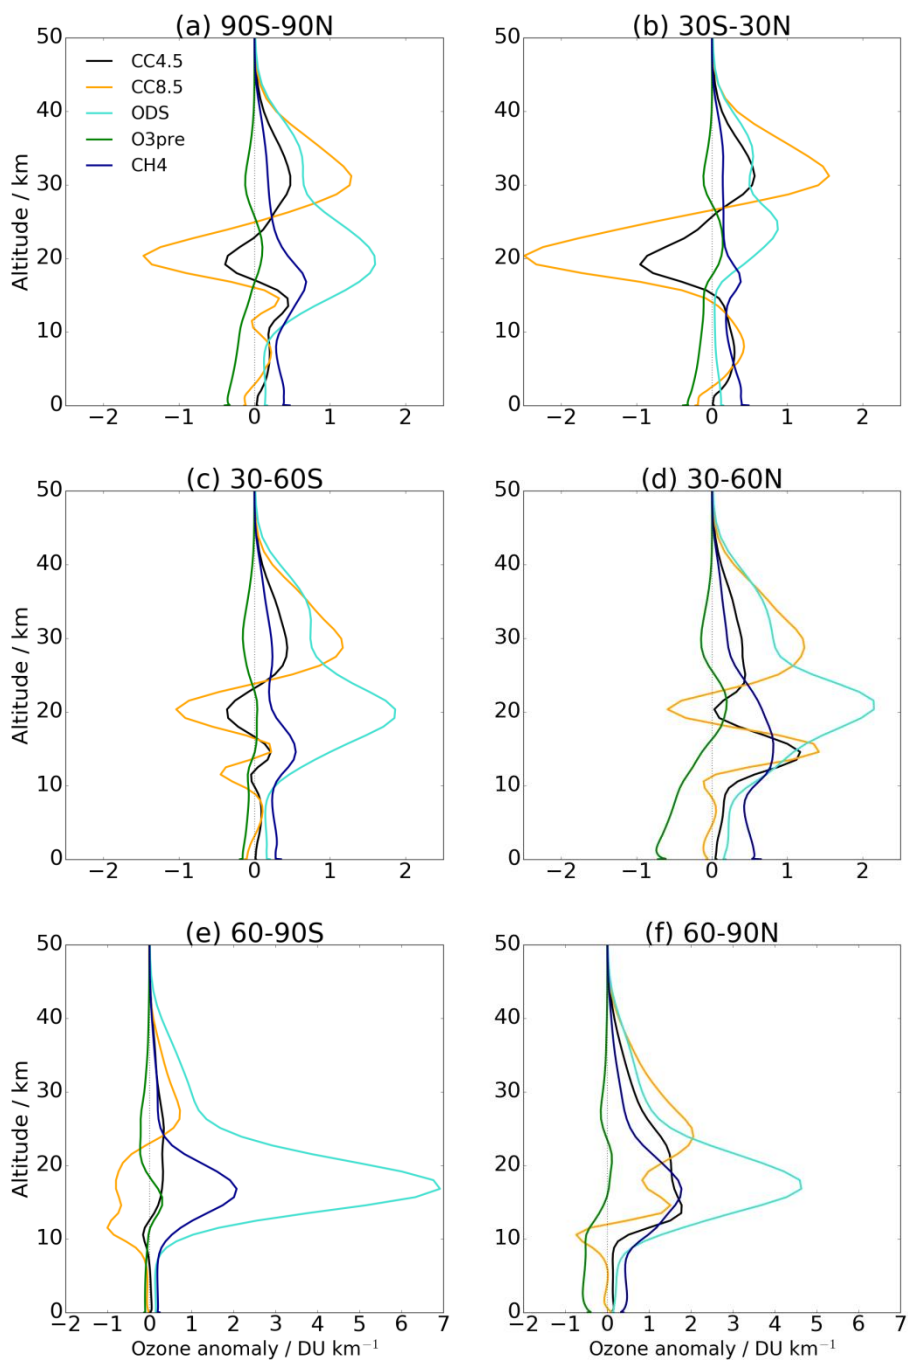 (a) 90S-90N
(b) 30S-30N
CC4.5
CC8.5
ODS
O3pre
CH4
Altitude / km
50
40
30
20
10
0
−2 −1 0 1 2
50
40
30
20
10
0
−2 −1 0 1 2
(c) 30-60S
(d) 30-60N
Altitude / km
50
40
30
20
10
0
−2 −1 0 1 2
50
40
30
20
10
0
−2 −1 0 1 2
(e) 60-90S
(f) 60-90N
Altitude / km
50
40
30
20
10
0
−2 −1 0 1 2 3 4 5 6 7
Ozone anomaly / DU km⁻¹
50
40
30
20
10
0
−2 −1 0 1 2 3 4 5 6 7
Ozone anomaly / DU km⁻¹